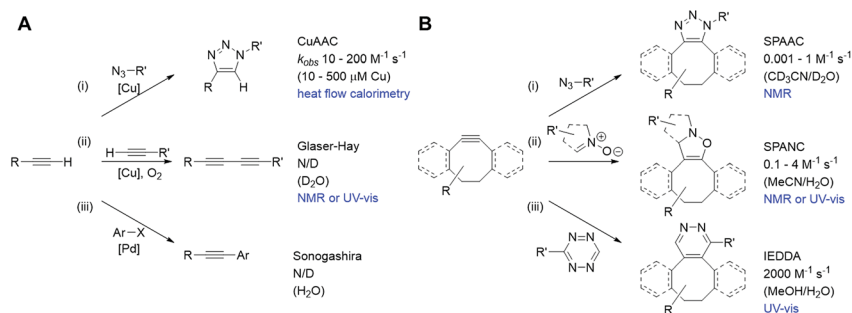 A
(i)
N3–R'
[Cu]
N N N R'
R H
CuAAC
kobs 10 - 200 M-1 s-1
(10 - 500 μM Cu)
heat flow calorimetry
R H
(ii)
H R'
[Cu], O2
R R'
Glaser-Hay
N/D
(D2O)
NMR or UV-vis
(iii)
Ar–X
[Pd]
R Ar
Sonogashira
N/D
(H2O)
B
(i)
N3–R'
N N N R'
R
SPAAC
0.001 - 1 M-1 s-1
(CD3CN/D2O)
NMR
R
(ii)
R' N⊕ O⊖
R' N O
R
SPANC
0.1 - 4 M-1 s-1
(MeCN/H2O)
NMR or UV-vis
(iii)
R' N N N N
N N R'
R
IEDDA
2000 M-1 s-1
(MeOH/H2O)
UV-vis